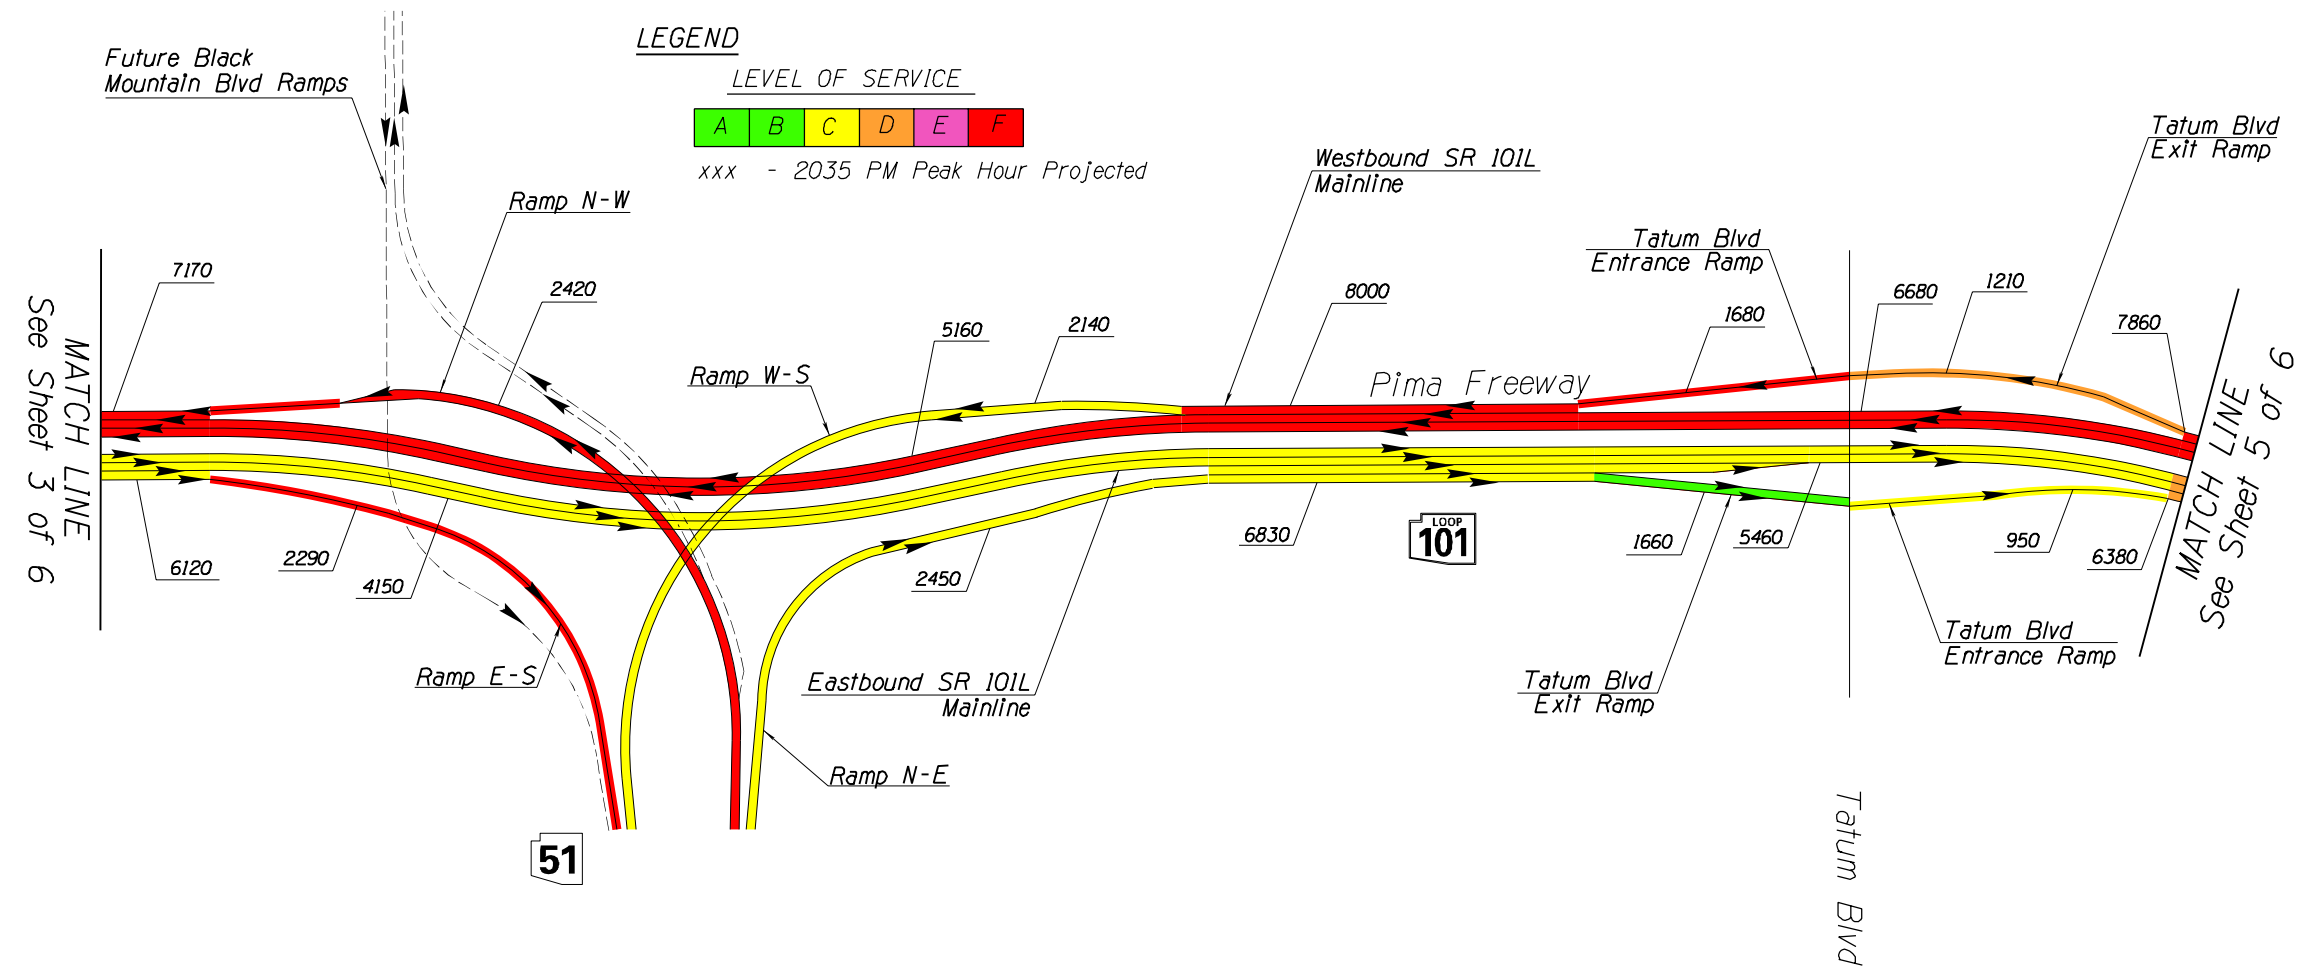 LEGEND
LEVEL OF SERVICE
A B C D E F
xxx - 2035 PM Peak Hour Projected
Future Black
Mountain Blvd Ramps
Ramp N-W
Westbound SR 101L
Mainline
Tatum Blvd
Exit Ramp
Tatum Blvd
Entrance Ramp
7170
2420
5160
2140
8000
1680
6680
1210
7860
Ramp W-S
Pima Freeway
MATCH LINE
See Sheet 3 of 6
MATCH LINE
See Sheet 5 of 6
6120
2290
4150
2450
6830
LOOP
101
1660
5460
950
6380
Ramp E-S
Eastbound SR 101L
Mainline
Tatum Blvd
Exit Ramp
Tatum Blvd
Entrance Ramp
Ramp N-E
51
Tatum Blvd